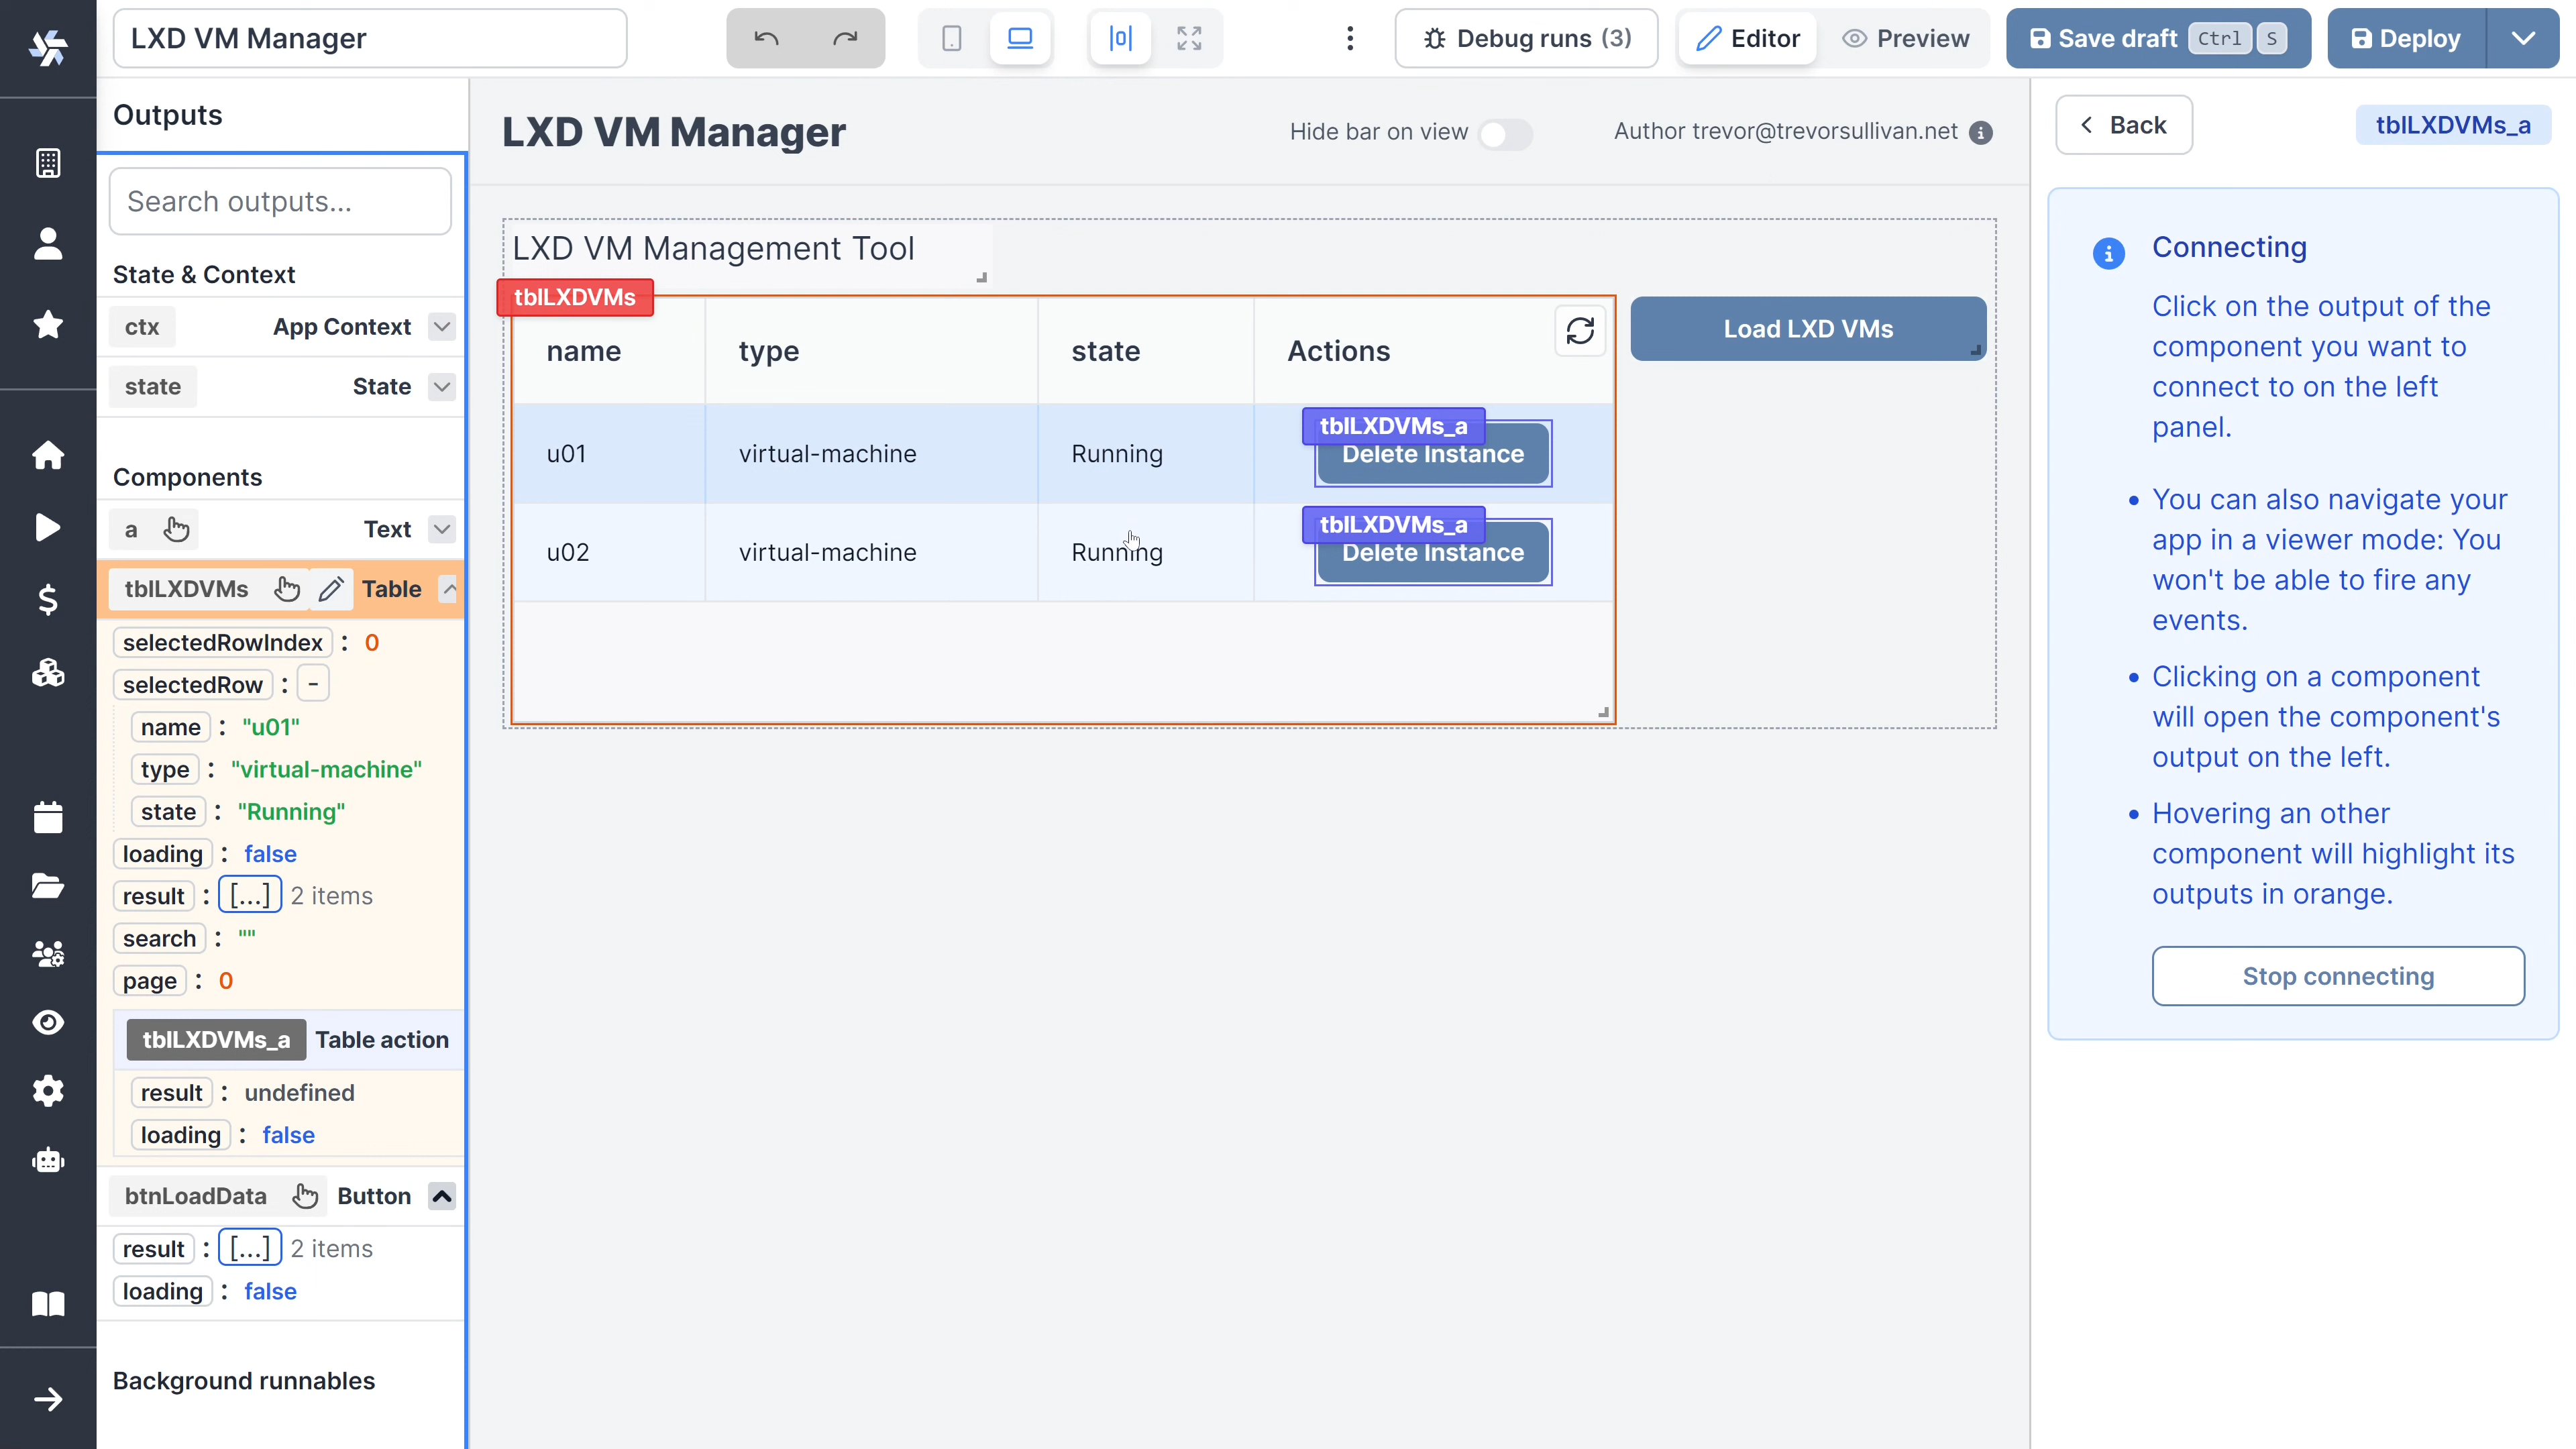 LXD VM Manager
Debug runs (3)
Editor
Preview
Save draft Ctrl S
Deploy
Outputs
Search outputs...
State & Context
ctx App Context
state State
Components
a Text
tblLXDVMs Table
selectedRowIndex : 0
selectedRow : -
name : "u01"
type : "virtual-machine"
state : "Running"
loading : false
result : [...] 2 items
search : ""
page : 0
tblLXDVMs_a Table action
result : undefined
loading : false
btnLoadData Button
result : [...] 2 items
loading : false
Background runnables
LXD VM Manager
Hide bar on view
Author trevor@trevorsullivan.net
LXD VM Management Tool
tblLXDVMs
name type state Actions
Load LXD VMs
tblLXDVMs_a
u01 virtual-machine Running Delete Instance
tblLXDVMs_a
u02 virtual-machine Running Delete Instance
Back
tblLXDVMs_a
Connecting
Click on the output of the
component you want to
connect to on the left
panel.
• You can also navigate your
app in a viewer mode: You
won't be able to fire any
events.
• Clicking on a component
will open the component's
output on the left.
• Hovering an other
component will highlight its
outputs in orange.
Stop connecting